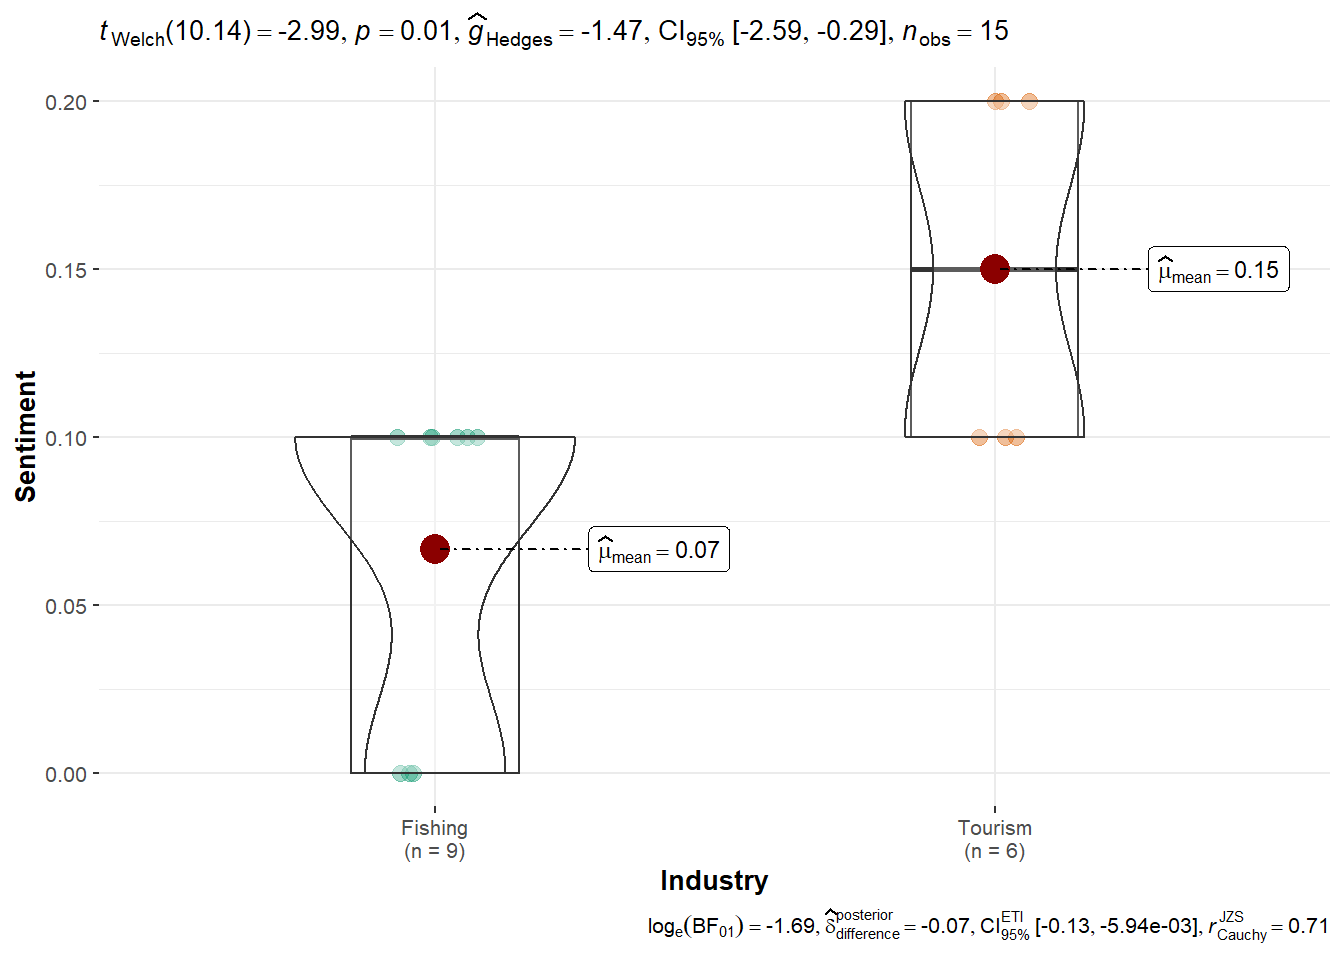 t Welch(10.14) = -2.99, p = 0.01, ĝ Hedges = -1.47, CI95% [-2.59, -0.29], nobs = 15
0.20
0.15
0.10
0.05
0.00
Sentiment
μ̂mean = 0.15
μ̂mean = 0.07
Fishing
(n = 9)
Tourism
(n = 6)
Industry
loge(BF01) = -1.69, δ̂ posterior difference = -0.07, CI ETI 95% [-0.13, -5.94e-03], r JZS Cauchy = 0.71